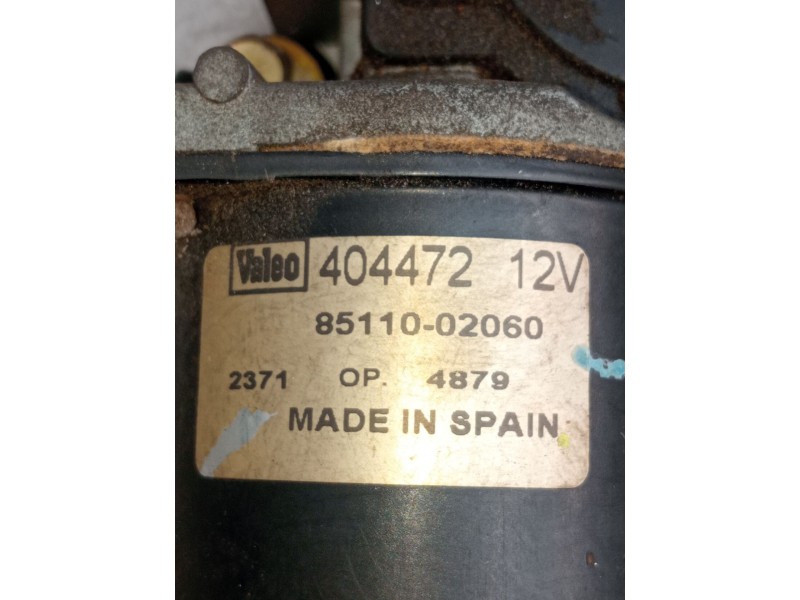 Valeo 404472 12V
85110-02060
2371 OP. 4879
MADE IN SPAIN